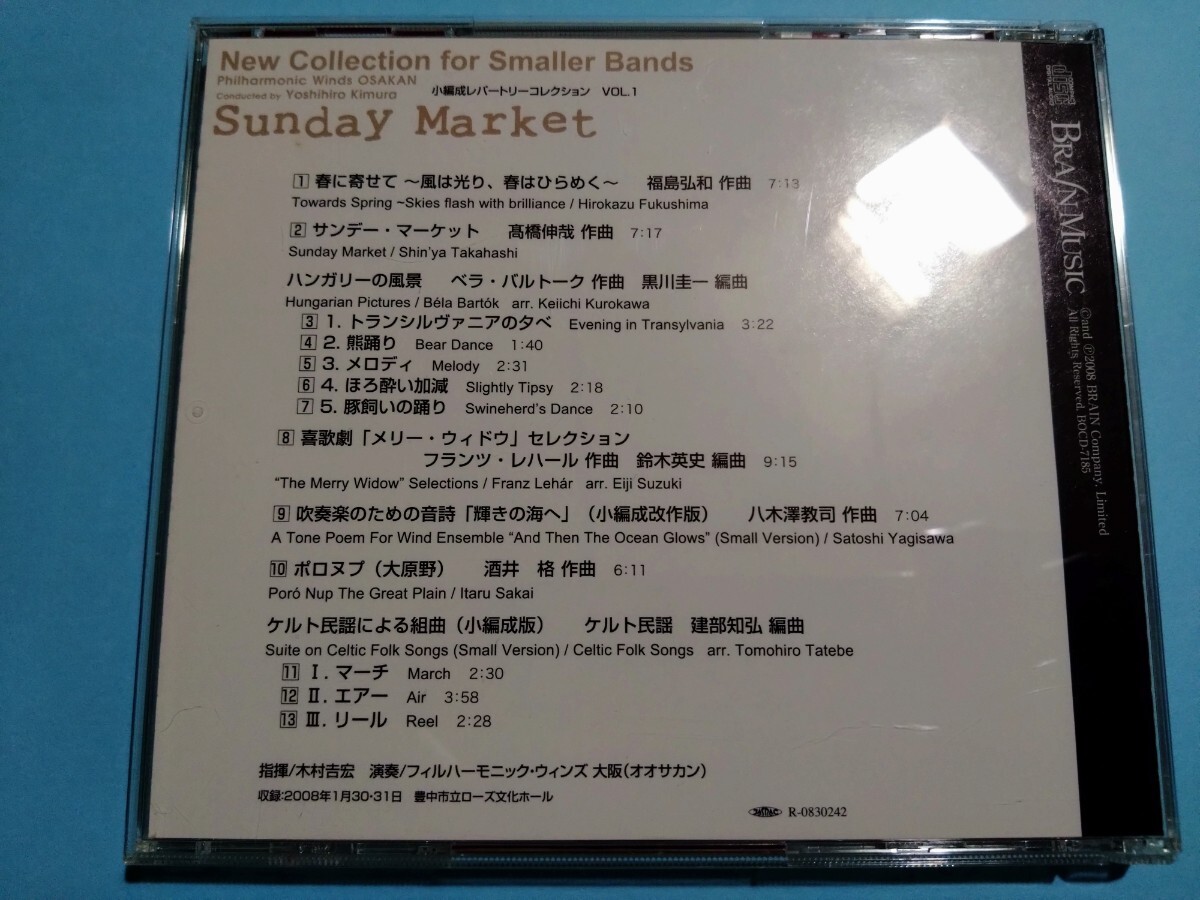 New Collection for Smaller Bands
Philharmonic Winds OSAKAN
Conducted by Yoshihiro Kimura 小編成レパートリーコレクション VOL.1
Sunday Market
1 春に寄せて ～風は光り、春はひらめく～ 福島弘和 作曲 7:13
Towards Spring ~Skies flash with brilliance / Hirokazu Fukushima
2 サンデー・マーケット 髙橋伸哉 作曲 7:17
Sunday Market / Shin'ya Takahashi
ハンガリーの風景 ベラ・バルトーク 作曲 黒川圭一 編曲
Hungarian Pictures / Béla Bartók arr. Keiichi Kurokawa
3 1. トランシルヴァニアの夕べ Evening in Transylvania 3:22
4 2. 熊踊り Bear Dance 1:40
5 3. メロディ Melody 2:31
6 4. ほろ酔い加減 Slightly Tipsy 2:18
7 5. 豚飼いの踊り Swineherd's Dance 2:10
8 喜歌劇「メリー・ウィドウ」セレクション
フランツ・レハール 作曲 鈴木英史 編曲 9:15
"The Merry Widow" Selections / Franz Lehár arr. Eiji Suzuki
9 吹奏楽のための音詩「輝きの海へ」（小編成改作版） 八木澤教司 作曲 7:04
A Tone Poem For Wind Ensemble "And Then The Ocean Glows" (Small Version) / Satoshi Yagisawa
10 ポロヌプ（大原野） 酒井 格 作曲 6:11
Poró Nup The Great Plain / Itaru Sakai
ケルト民謡による組曲（小編成版） ケルト民謡 建部知弘 編曲
Suite on Celtic Folk Songs (Small Version) / Celtic Folk Songs arr. Tomohiro Tatebe
11 Ⅰ. マーチ March 2:30
12 Ⅱ. エアー Air 3:58
13 Ⅲ. リール Reel 2:28
指揮/木村吉宏 演奏/フィルハーモニック・ウィンズ 大阪（オオサカン）
収録:2008年1月30・31日 豊中市立ローズ文化ホール
JASRAC R-0830242
disc
BRAIN MUSIC
©and ℗2008 BRAIN Company. Limited
All Rights Reserved. BOCD-7185